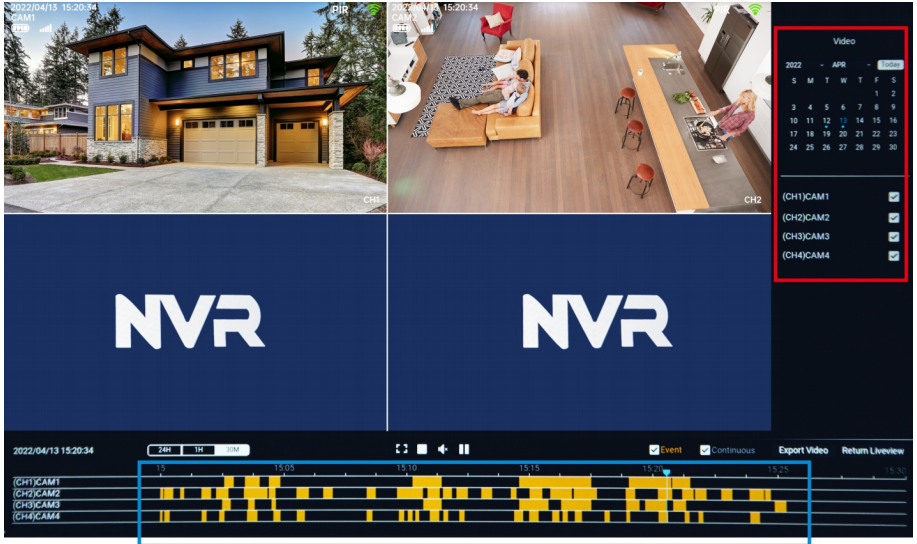 2022/04/13 15:20:34
CAM1
PIR
CH1
2022/04/13 15:20:34
CAM2
PIR
CH2
NVR
NVR
Video
2022 - APR - Today
S M T W T F S
1 2
3 4 5 6 7 8 9
10 11 12 13 14 15 16
17 18 19 20 21 22 23
24 25 26 27 28 29 30
(CH1)CAM1
(CH2)CAM2
(CH3)CAM3
(CH4)CAM4
2022/04/13 15:20:34
24H 1H 30M
Event
Continuous
Export Video
Return Liveview
15 15:05 15:10 15:15 15:20 15:25 15:30
(CH1)CAM1
(CH2)CAM2
(CH3)CAM3
(CH4)CAM4